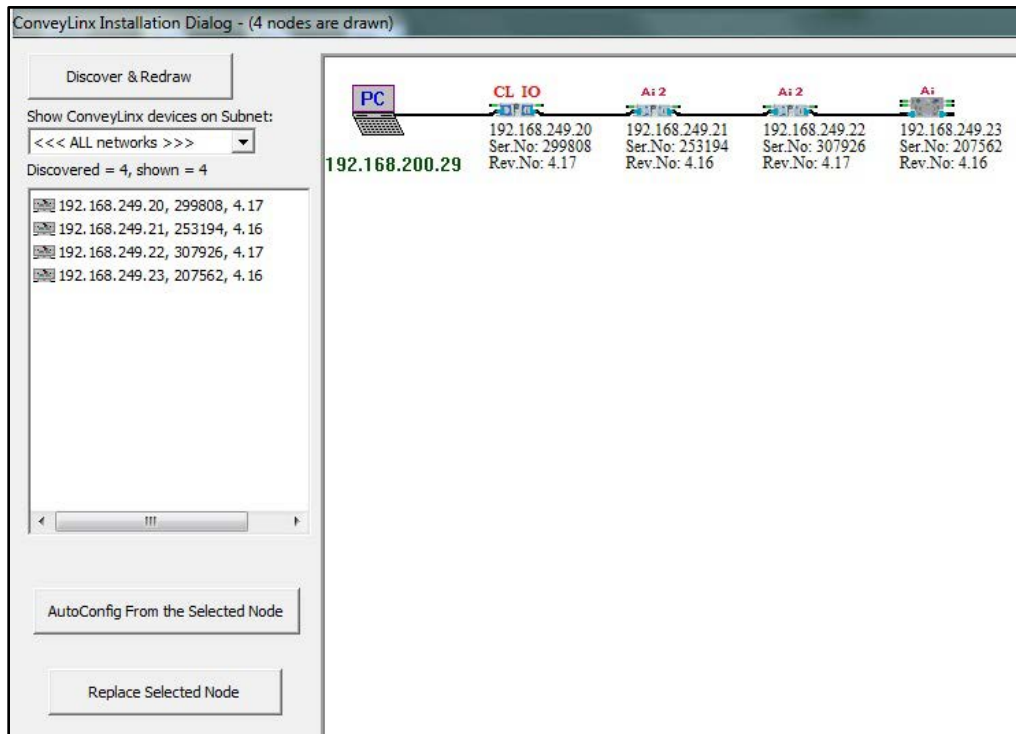 ConveyLinx Installation Dialog - (4 nodes are drawn)
Discover & Redraw
Show ConveyLinx devices on Subnet:
<<< ALL networks >>>
Discovered = 4, shown = 4
192.168.249.20, 299808, 4.17
192.168.249.21, 253194, 4.16
192.168.249.22, 307926, 4.17
192.168.249.23, 207562, 4.16
AutoConfig From the Selected Node
Replace Selected Node
PC
192.168.200.29
CL IO
192.168.249.20
Ser.No: 299808
Rev.No: 4.17
Ai 2
192.168.249.21
Ser.No: 253194
Rev.No: 4.16
Ai 2
192.168.249.22
Ser.No: 307926
Rev.No: 4.17
Ai
192.168.249.23
Ser.No: 207562
Rev.No: 4.16